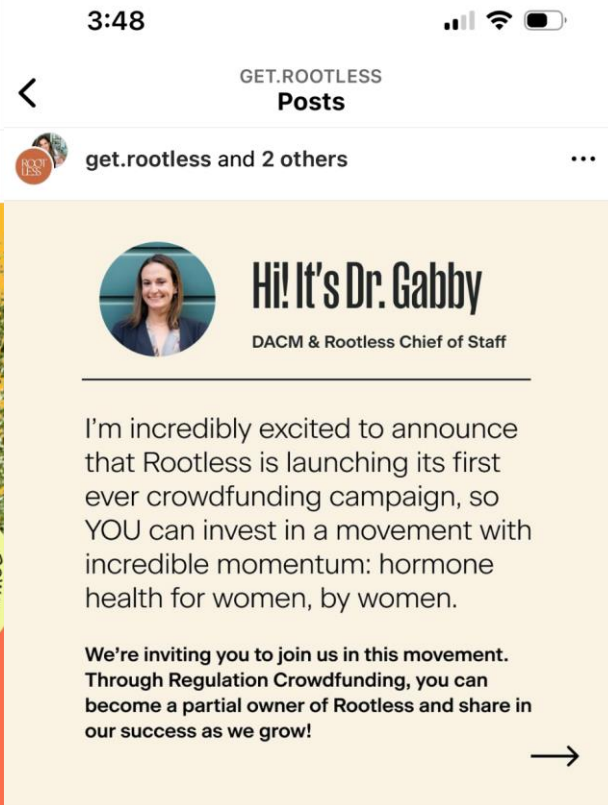 3:48
GET.ROOTLESS
Posts
ROOT
LESS
get.rootless and 2 others
Hi! It's Dr. Gabby
DACM & Rootless Chief of Staff
I'm incredibly excited to announce
that Rootless is launching its first
ever crowdfunding campaign, so
YOU can invest in a movement with
incredible momentum: hormone
health for women, by women.
We're inviting you to join us in this movement.
Through Regulation Crowdfunding, you can
become a partial owner of Rootless and share in
our success as we grow!